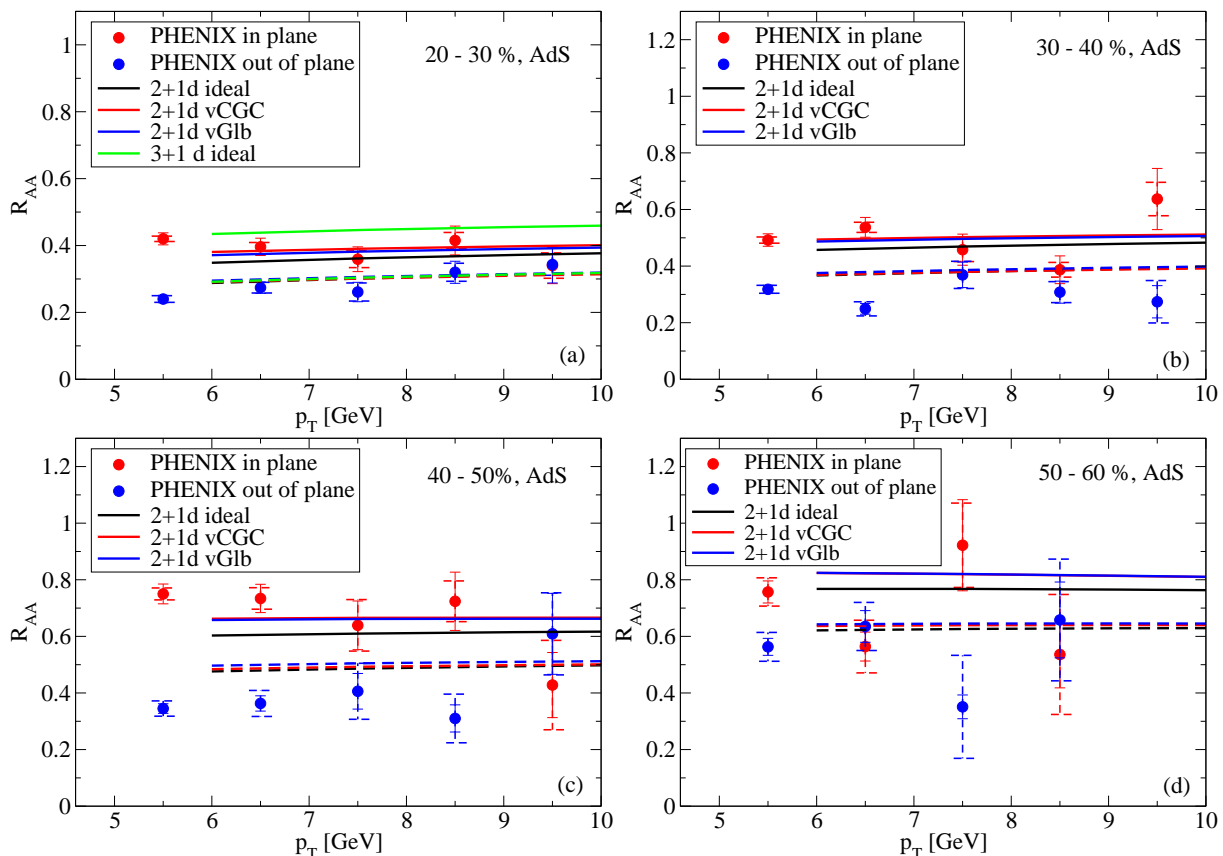 PHENIX in plane
PHENIX out of plane
2+1d ideal
2+1d vCGC
2+1d vGlb
3+1 d ideal
20 - 30 %, AdS
1
0.8
0.6
0.4
0.2
0
R_AA
(a)
5 6 7 8 9 10
p_T [GeV]
PHENIX in plane
PHENIX out of plane
2+1d ideal
2+1d vCGC
2+1d vGlb
30 - 40 %, AdS
1.2
1
0.8
0.6
0.4
0.2
0
R_AA
(b)
5 6 7 8 9 10
p_T [GeV]
PHENIX in plane
PHENIX out of plane
2+1d ideal
2+1d vCGC
2+1d vGlb
40 - 50%, AdS
1.2
1
0.8
0.6
0.4
0.2
0
R_AA
(c)
5 6 7 8 9 10
p_T [GeV]
PHENIX in plane
PHENIX out of plane
2+1d ideal
2+1d vCGC
2+1d vGlb
50 - 60 %, AdS
1.2
1
0.8
0.6
0.4
0.2
0
R_AA
(d)
5 6 7 8 9 10
p_T [GeV]